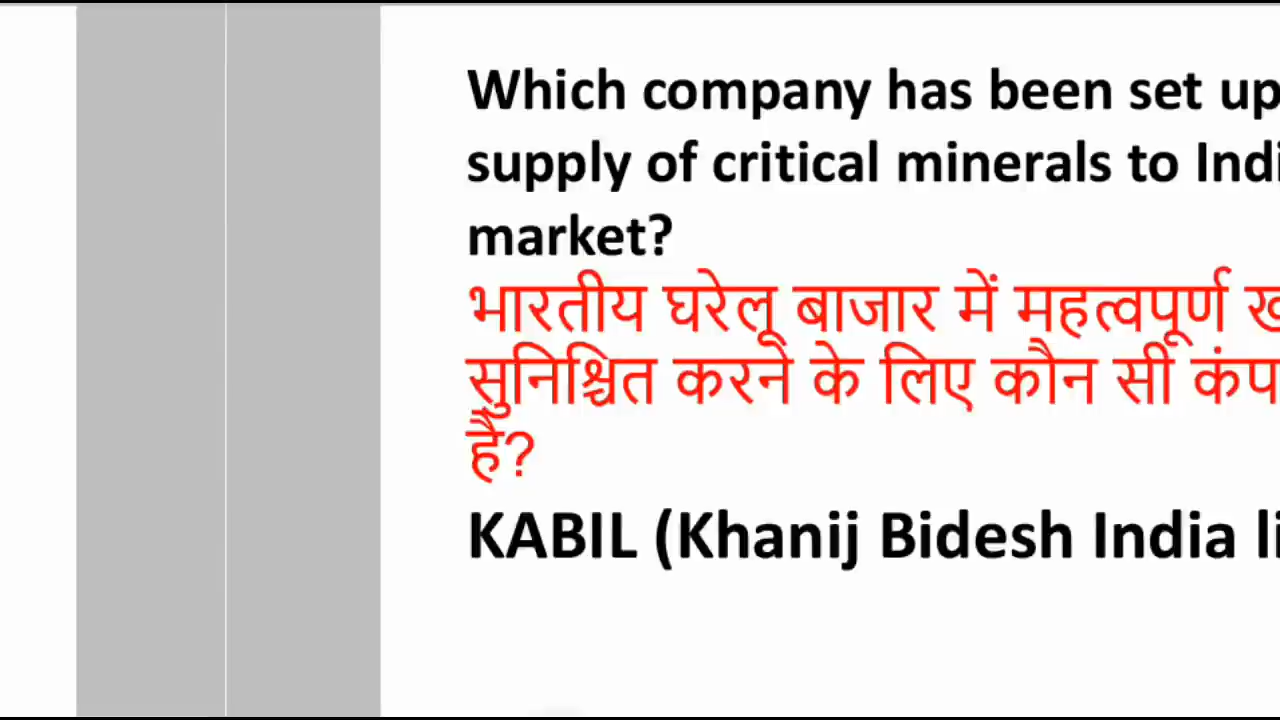 Which company has been set up
supply of critical minerals to Indi
market?
भारतीय घरेलू बाजार में महत्वपूर्ण ख
सुनिश्चित करने के लिए कौन सी कंप
है?
KABIL (Khanij Bidesh India li